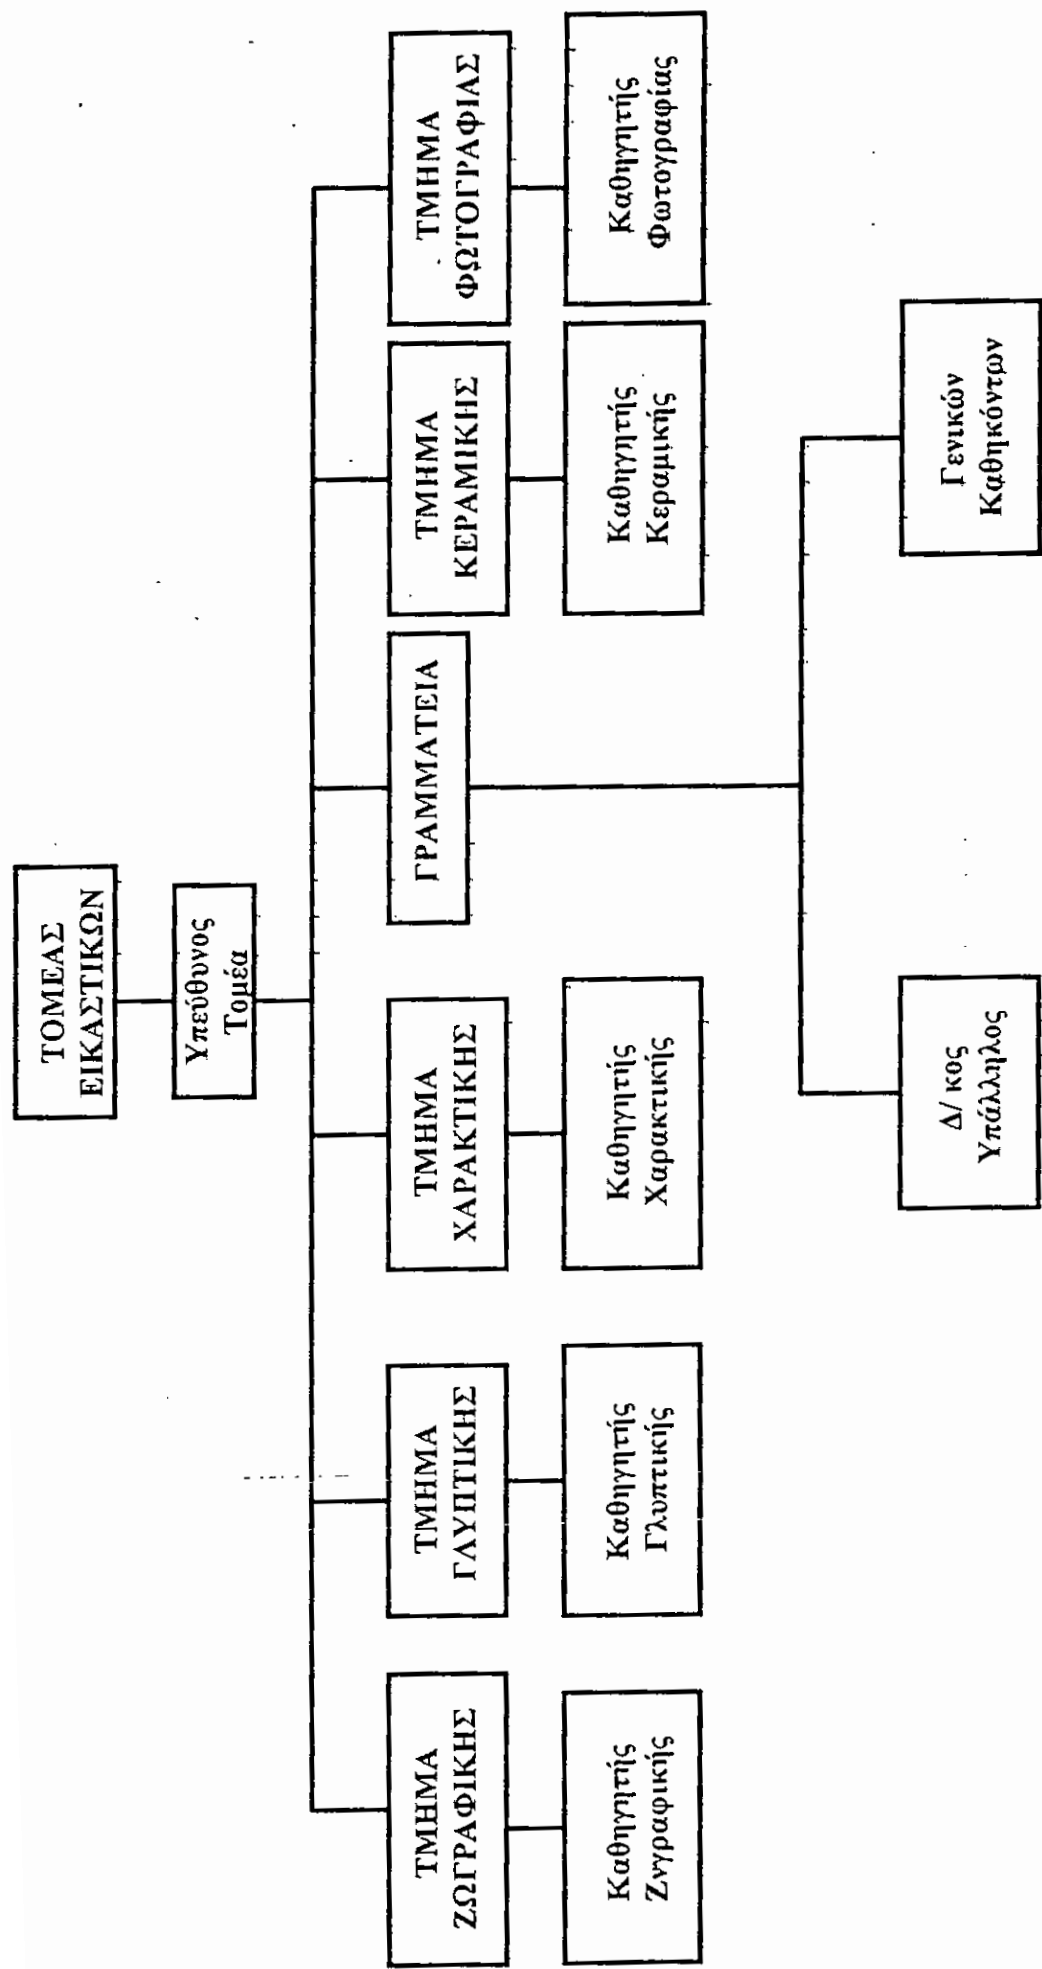 ΤΟΜΕΑΣ
ΕΙΚΑΣΤΙΚΩΝ
Υπεύθυνος
Τομέα
ΤΜΗΜΑ
ΖΩΓΡΑΦΙΚΗΣ
ΤΜΗΜΑ
ΓΛΥΠΤΙΚΗΣ
ΤΜΗΜΑ
ΧΑΡΑΚΤΙΚΗΣ
ΓΡΑΜΜΑΤΕΙΑ
ΤΜΗΜΑ
ΚΕΡΑΜΙΚΗΣ
ΤΜΗΜΑ
ΦΩΤΟΓΡΑΦΙΑΣ
Καθηγητής
Ζνγραφικής
Καθηγητής
Γλυπτικής
Καθηγητής
Χαρακτικής
Καθηγητής
Κεραμικής
Καθηγητής
Φωτογραφίας
Δ/ κος
Υπάλληλος
Γενικών
Καθηκόντων